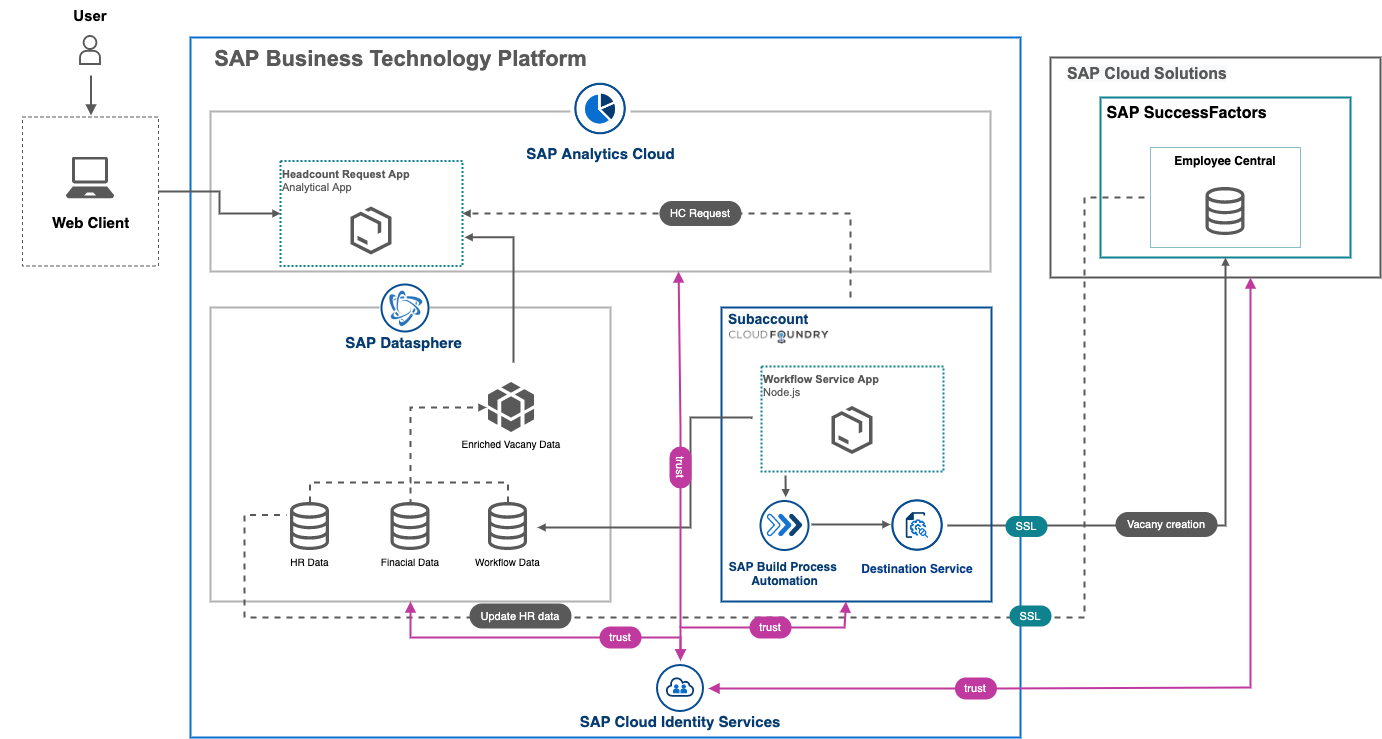 User
SAP Business Technology Platform
SAP Cloud Solutions
SAP SuccessFactors
SAP Analytics Cloud
Employee Central
Headcount Request App
Analytical App
HC Request
Web Client
Subaccount
CLOUDFOUNDRY
SAP Datasphere
Workflow Service App
Node.js
Enriched Vacany Data
trust
SSL
Vacany creation
HR Data
Finacial Data
Workflow Data
SAP Build Process
Automation
Destination Service
Update HR data
SSL
trust
trust
trust
SAP Cloud Identity Services